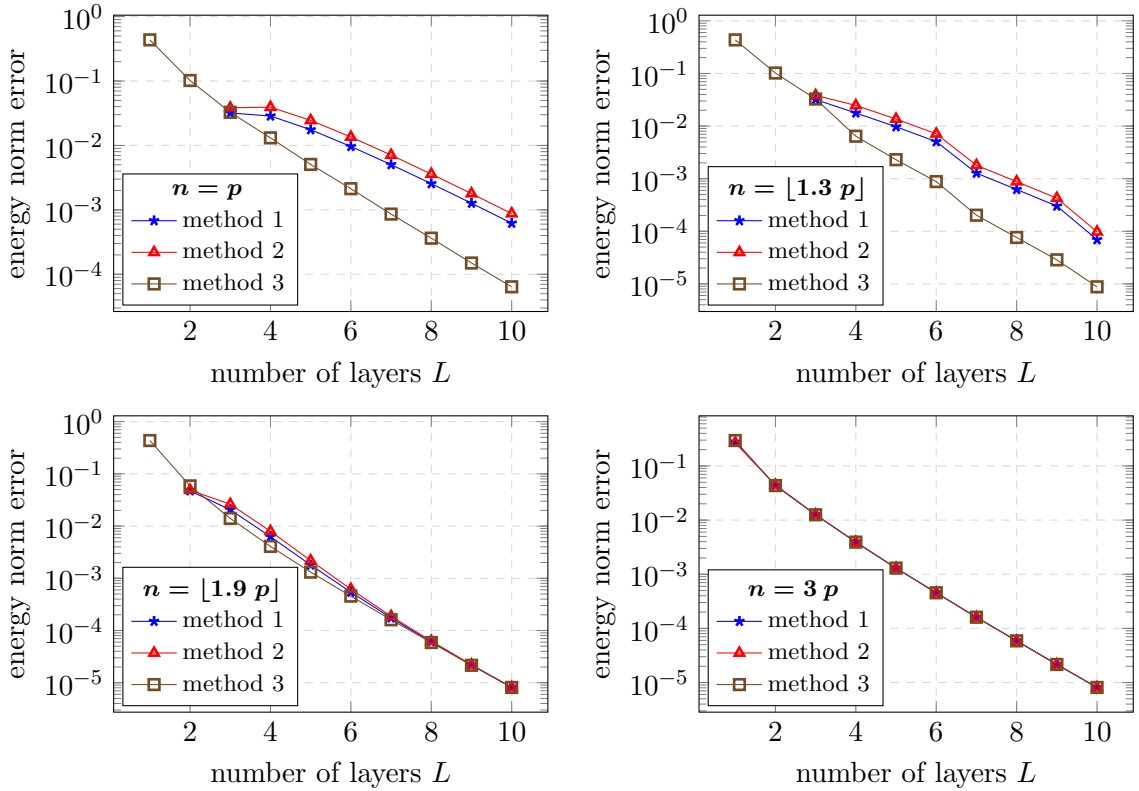 10^0
10^{-1}
10^{-2}
10^{-3}
10^{-4}
energy norm error
n = p
method 1
method 2
method 3
2 4 6 8 10
number of layers L
10^0
10^{-1}
10^{-2}
10^{-3}
10^{-4}
10^{-5}
energy norm error
n = ⌊1.3 p⌋
method 1
method 2
method 3
2 4 6 8 10
number of layers L
10^0
10^{-1}
10^{-2}
10^{-3}
10^{-4}
10^{-5}
energy norm error
n = ⌊1.9 p⌋
method 1
method 2
method 3
2 4 6 8 10
number of layers L
10^{-1}
10^{-2}
10^{-3}
10^{-4}
10^{-5}
energy norm error
n = 3 p
method 1
method 2
method 3
2 4 6 8 10
number of layers L